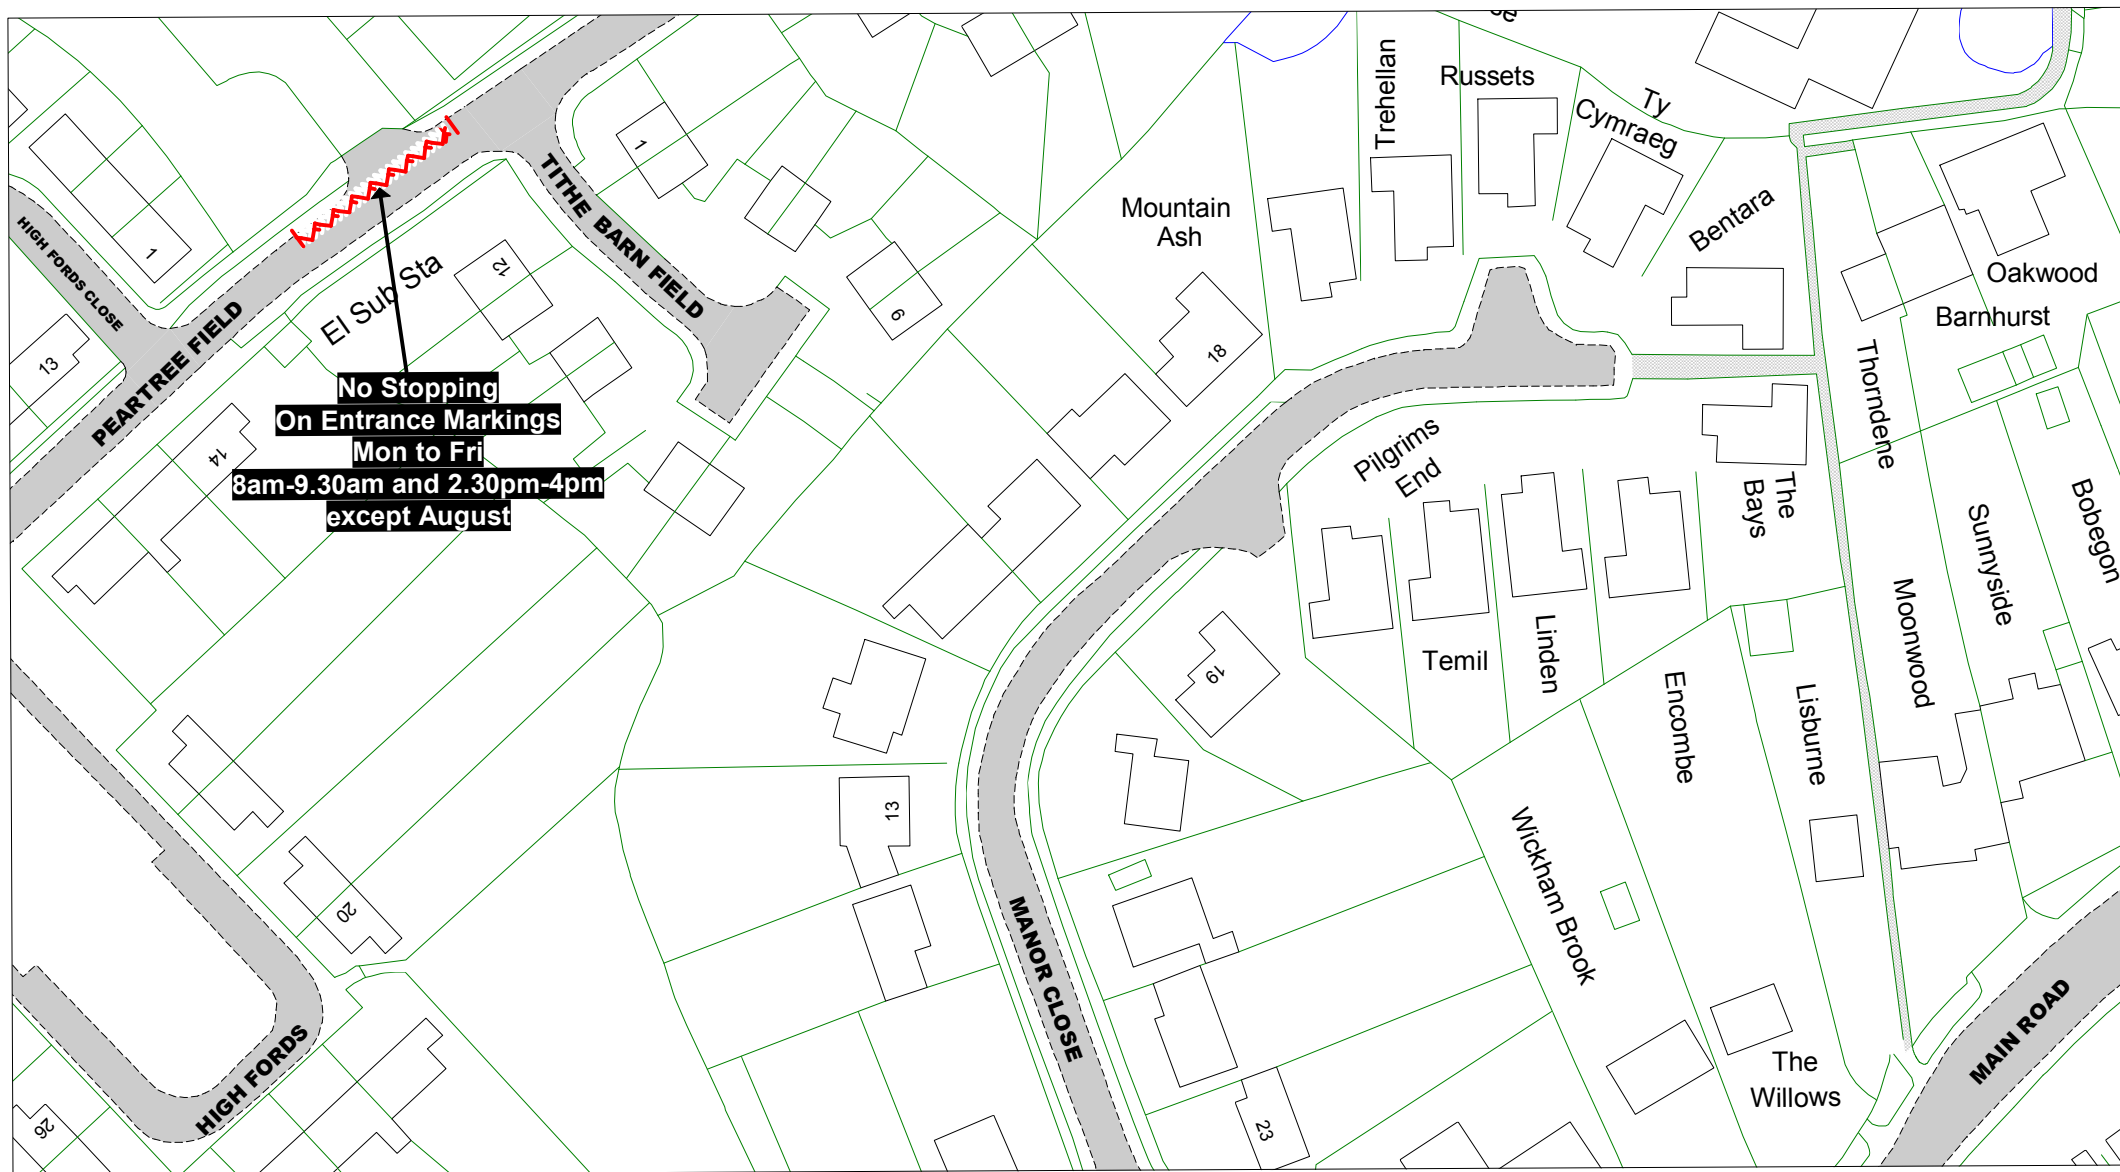 Trehellan
Russets
Ty
Cymraeg
Mountain
Ash
Bentara
Oakwood
Barnhurst
Thorndene
1
1
HIGH FORDS CLOSE
TITHE BARN FIELD
El Sub Sta
12
9
18
13
PEARTREE FIELD
14
No Stopping
On Entrance Markings
Mon to Fri
8am-9.30am and 2.30pm-4pm
except August
Pilgrims
End
The
Bays
Sunnyside
Bobegon
Moonwood
Temil
Linden
19
Encombe
Lisburne
13
Wickham Brook
20
MANOR CLOSE
MAIN ROAD
HIGH FORDS
The
Willows
26
23